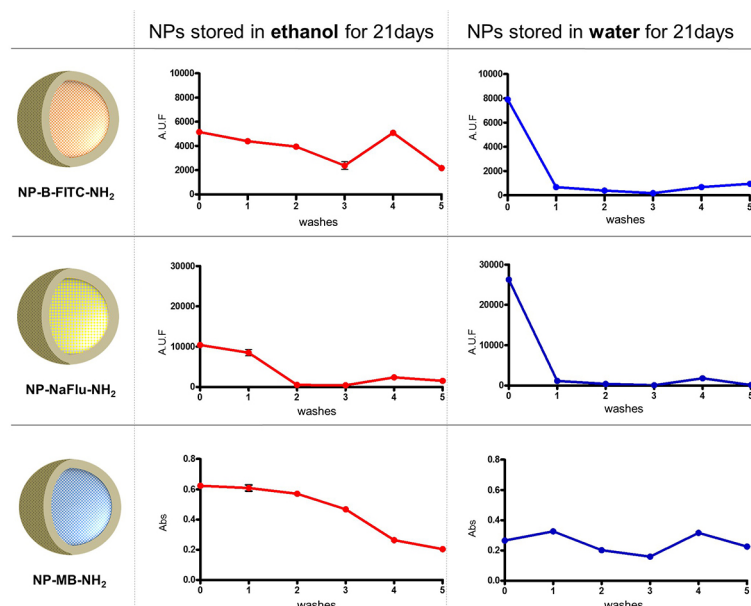 NPs stored in ethanol for 21days
NPs stored in water for 21days
NP-B-FITC-NH2
A.U.F
10000
8000
6000
4000
2000
0
0 1 2 3 4 5
washes
A.U.F
10000
8000
6000
4000
2000
0
0 1 2 3 4 5
washes
NP-NaFlu-NH2
A.U.F
30000
20000
10000
0
0 1 2 3 4 5
washes
A.U.F
30000
20000
10000
0
0 1 2 3 4 5
washes
NP-MB-NH2
Abs
0.8
0.6
0.4
0.2
0.0
0 1 2 3 4 5
washes
Abs
0.8
0.6
0.4
0.2
0.0
0 1 2 3 4 5
washes